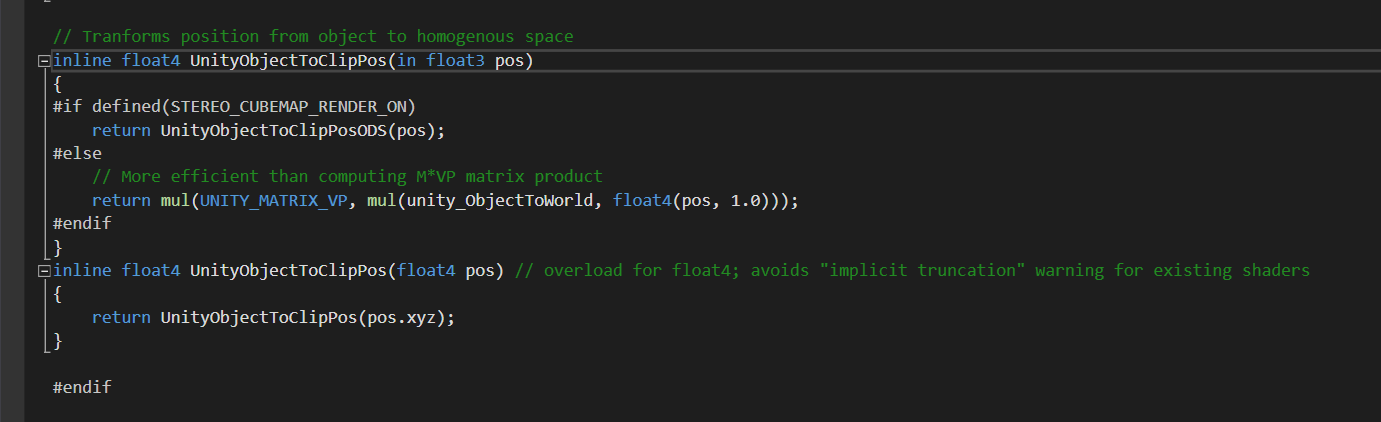 // Tranforms position from object to homogenous space
inline float4 UnityObjectToClipPos(in float3 pos)
{
#if defined(STEREO_CUBEMAP_RENDER_ON)
    return UnityObjectToClipPosODS(pos);
#else
    // More efficient than computing M*VP matrix product
    return mul(UNITY_MATRIX_VP, mul(unity_ObjectToWorld, float4(pos, 1.0)));
#endif
}
inline float4 UnityObjectToClipPos(float4 pos) // overload for float4; avoids "implicit truncation" warning for existing shaders
{
    return UnityObjectToClipPos(pos.xyz);
}
#endif